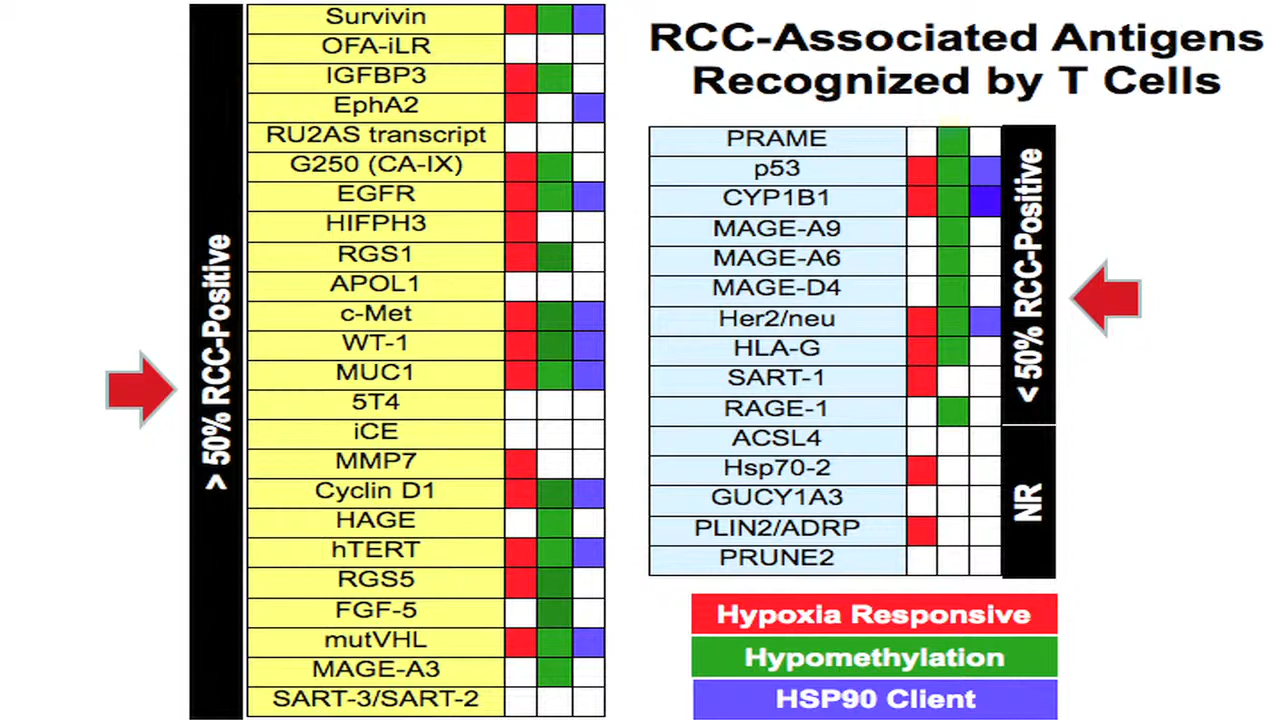 > 50% RCC-Positive
Survivin
OFA-iLR
IGFBP3
EphA2
RU2AS transcript
G250 (CA-IX)
EGFR
HIFPH3
RGS1
APOL1
c-Met
WT-1
MUC1
5T4
iCE
MMP7
Cyclin D1
HAGE
hTERT
RGS5
FGF-5
mutVHL
MAGE-A3
SART-3/SART-2
RCC-Associated Antigens
Recognized by T Cells
PRAME
p53
CYP1B1
MAGE-A9
MAGE-A6
MAGE-D4
Her2/neu
HLA-G
SART-1
RAGE-1
ACSL4
Hsp70-2
GUCY1A3
PLIN2/ADRP
PRUNE2
< 50% RCC-Positive
NR
Hypoxia Responsive
Hypomethylation
HSP90 Client